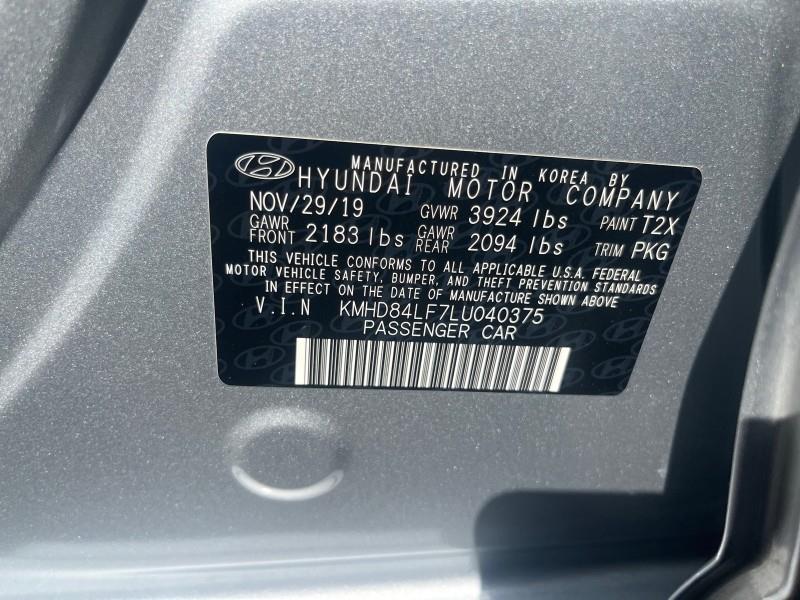 MANUFACTURED IN KOREA BY
HYUNDAI MOTOR COMPANY
NOV/29/19 GVWR 3924 lbs PAINT T2X
GAWR FRONT 2183 lbs GAWR REAR 2094 lbs TRIM PKG
THIS VEHICLE CONFORMS TO ALL APPLICABLE U.S.A. FEDERAL
MOTOR VEHICLE SAFETY, BUMPER, AND THEFT PREVENTION STANDARDS
IN EFFECT ON THE DATE OF MANUFACTURE SHOWN ABOVE
V.I.N KMHD84LF7LU040375
PASSENGER CAR